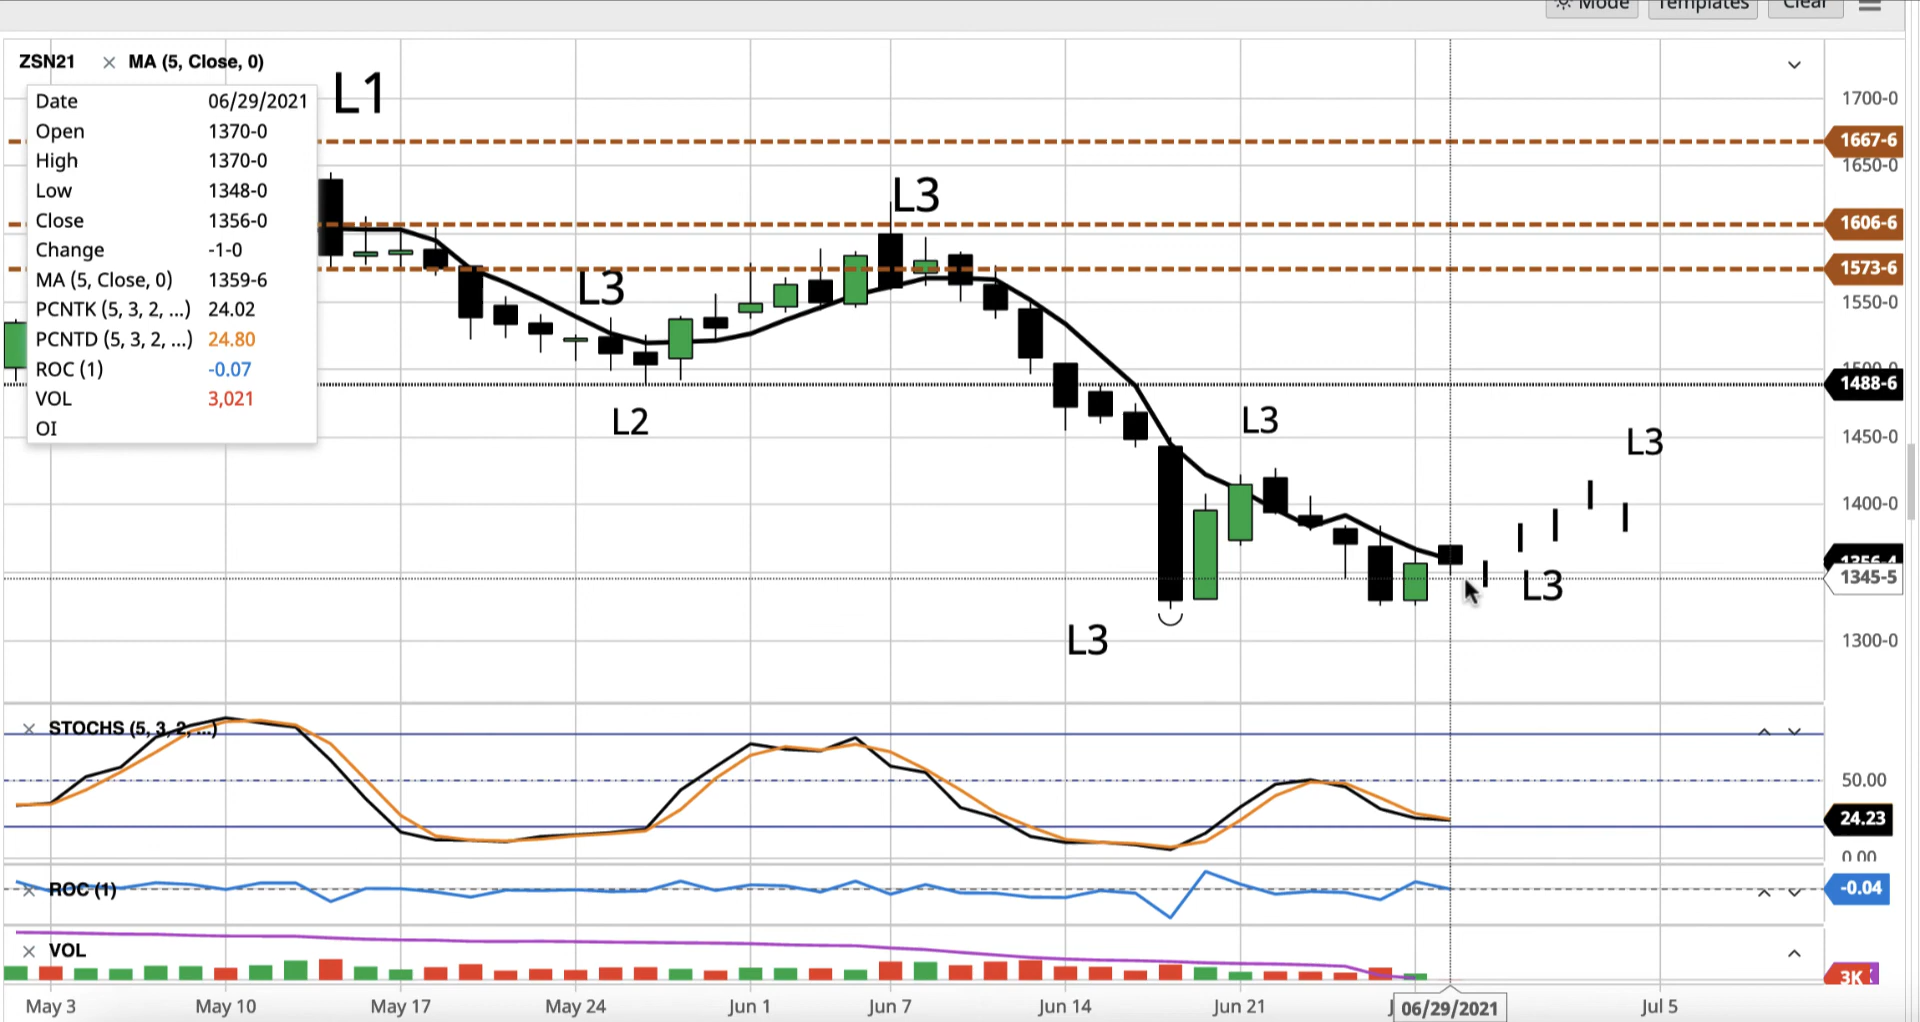 Mode Templates Clear
ZSN21 × MA (5, Close, 0)
L1
Date 06/29/2021
Open 1370-0
High 1370-0
Low 1348-0
Close 1356-0
Change -1-0
MA (5, Close, 0) 1359-6
PCNTK (5, 3, 2, ...) 24.02
PCNTD (5, 3, 2, ...) 24.80
ROC (1) -0.07
VOL 3,021
OI
1700-0
1667-6
1650-0
L3
1606-6
1573-6
L3
1550-0
1500-0
1488-6
L2
L3
1450-0
L3
1400-0
1356-4
1345-5
L3
L3
1300-0
× STOCHS (5, 3, 2, ...)
50.00
24.23
0.00
× ROC (1)
-0.04
× VOL
3K
May 3 May 10 May 17 May 24 Jun 1 Jun 7 Jun 14 Jun 21 06/29/2021 Jul 5